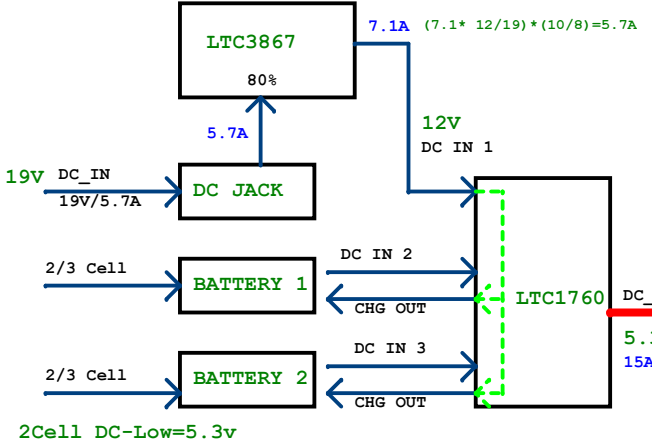 7.1A (7.1* 12/19)*(10/8)=5.7A
LTC3867
80%
5.7A
12V
DC IN 1
19V DC_IN
19V/5.7A
DC JACK
DC IN 2
2/3 Cell
BATTERY 1
CHG OUT
LTC1760
DC_
DC IN 3
15A
2/3 Cell
BATTERY 2
CHG OUT
2Cell DC-Low=5.3v